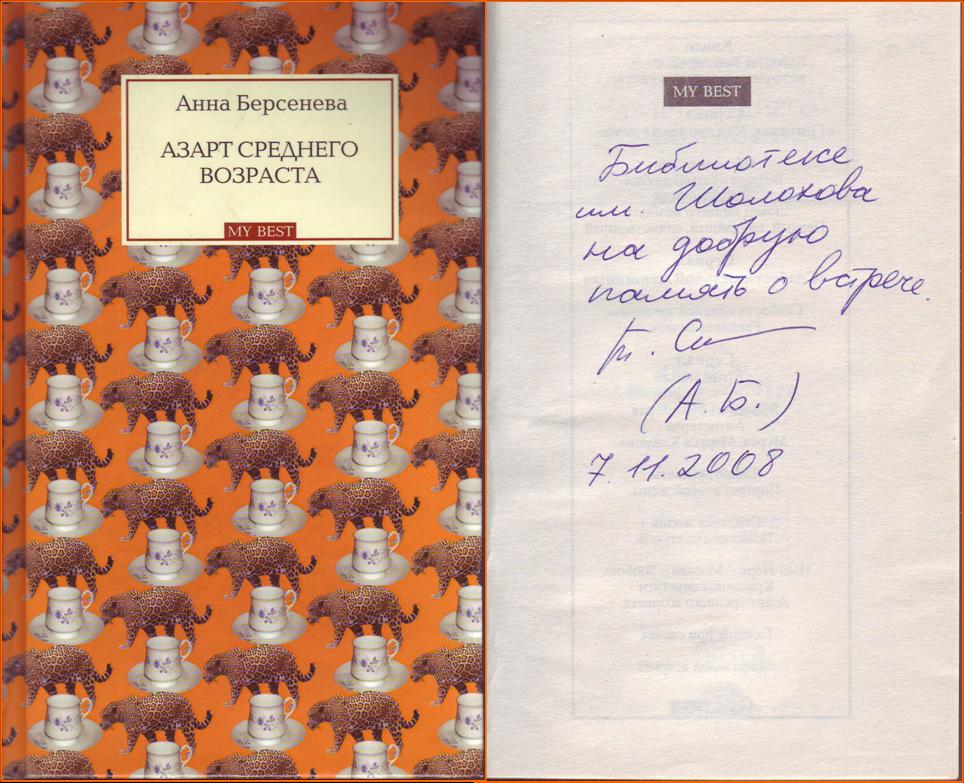 Анна Берсенева
АЗАРТ СРЕДНЕГО
ВОЗРАСТА
MY BEST
MY BEST
Библиотеке
им. Шолохова
на добрую
память о встрече.
(А.Б.)
7.11.2008